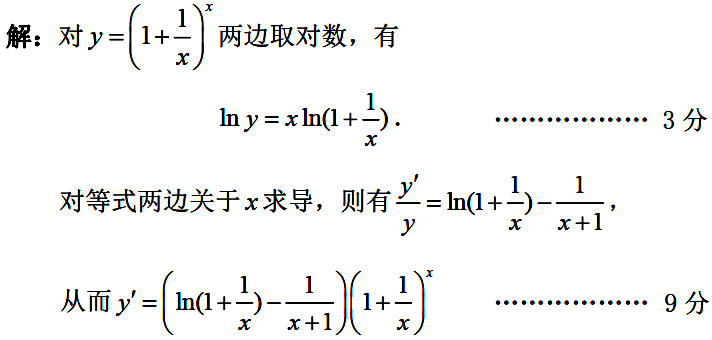 解：对 $y=\left(1+\frac{1}{x}\right)^{x}$ 两边取对数，有
$\ln y=x\ln(1+\frac{1}{x})$． ……………… 3 分
对等式两边关于 $x$ 求导，则有 $\frac{y'}{y}=\ln(1+\frac{1}{x})-\frac{1}{x+1}$，
从而 $y'=\left(\ln(1+\frac{1}{x})-\frac{1}{x+1}\right)\left(1+\frac{1}{x}\right)^{x}$ ……………… 9 分